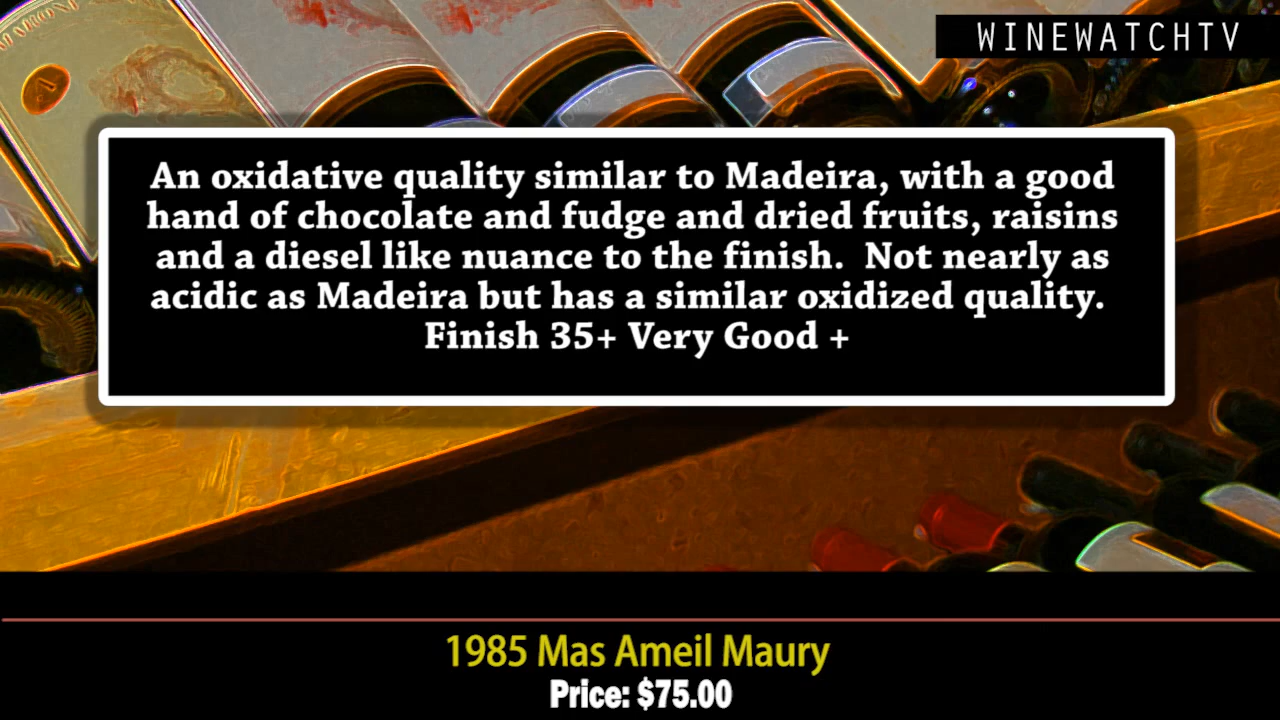 WINEWATCHTV
An oxidative quality similar to Madeira, with a good
hand of chocolate and fudge and dried fruits, raisins
and a diesel like nuance to the finish.  Not nearly as
acidic as Madeira but has a similar oxidized quality.
Finish 35+ Very Good +
1985 Mas Ameil Maury
Price: $75.00